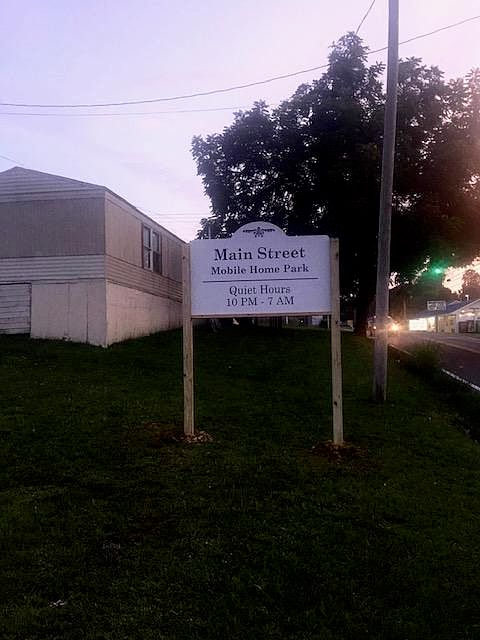 Main Street
Mobile Home Park
Quiet Hours
10 PM - 7 AM